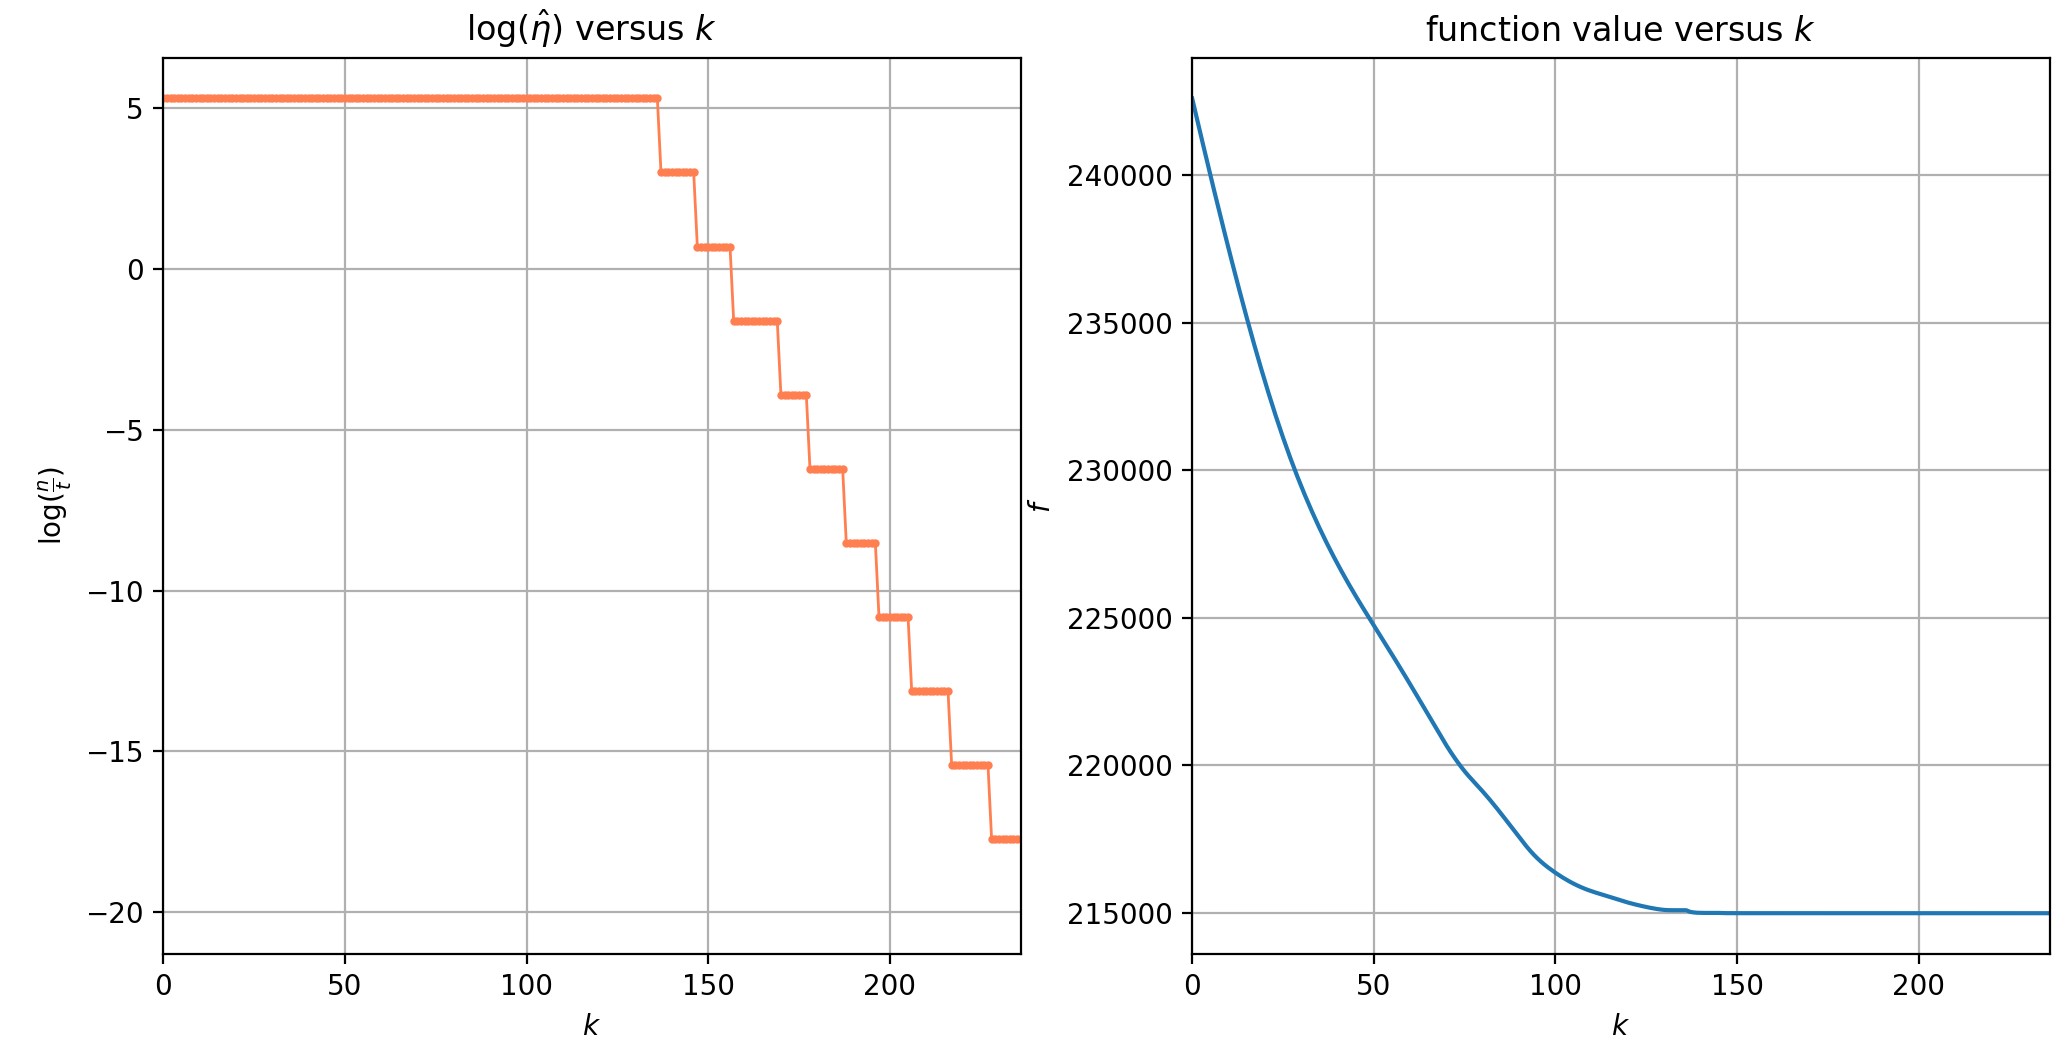 log(η̂) versus k
5
0
−5
−10
−15
−20
log(n/t)
0 50 100 150 200
k
function value versus k
240000
235000
230000
225000
220000
215000
f
0 50 100 150 200
k